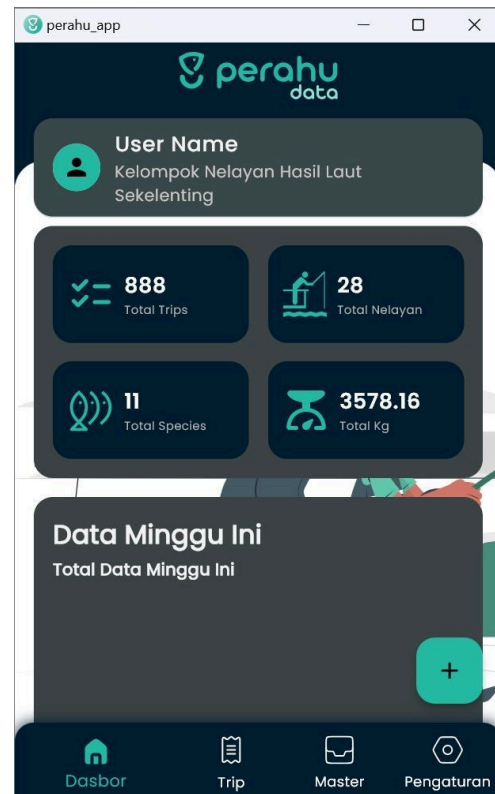 perahu_app
perahu
data
User Name
Kelompok Nelayan Hasil Laut
Sekelenting
888
Total Trips
28
Total Nelayan
11
Total Species
3578.16
Total Kg
Data Minggu Ini
Total Data Minggu Ini
+
Dasbor
Trip
Master
Pengaturan